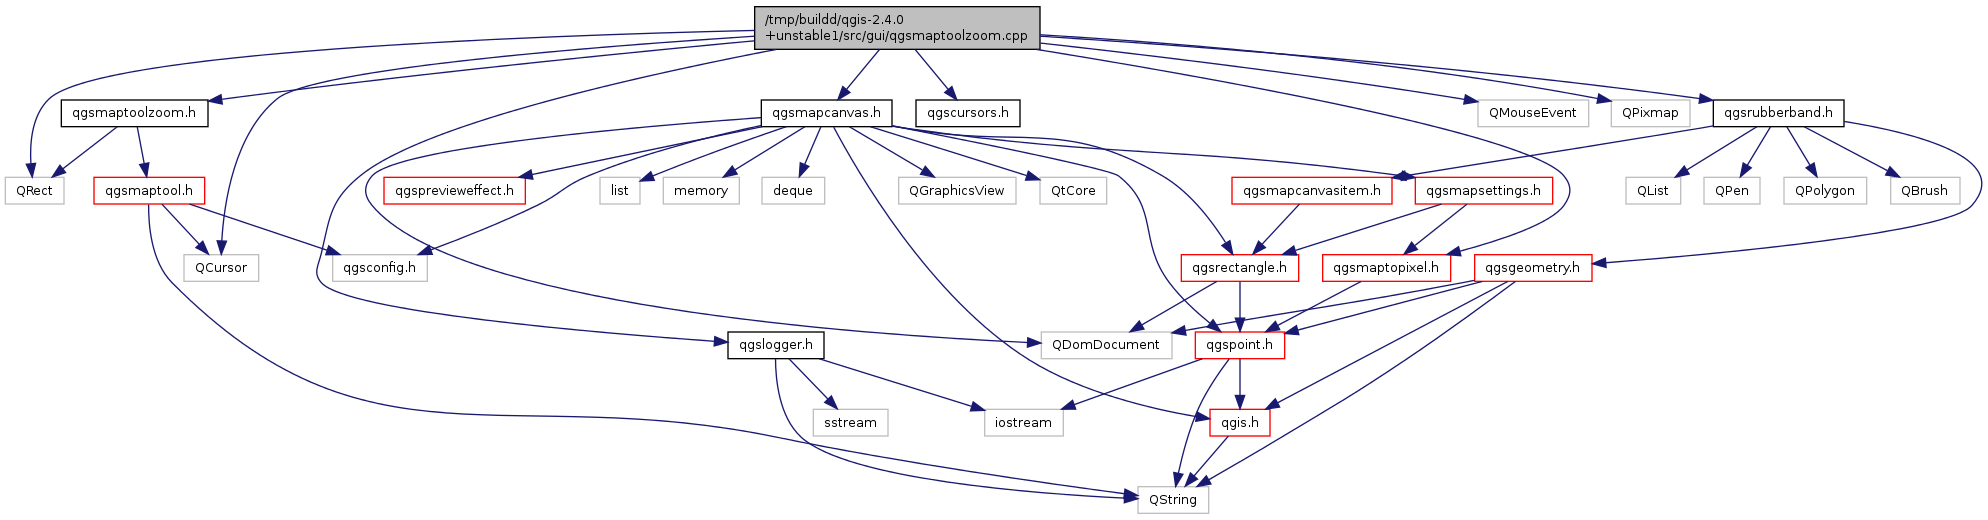 /tmp/buildd/qgis-2.4.0
+unstable1/src/gui/qgsmaptoolzoom.cpp
qgsmaptoolzoom.h
qgsmapcanvas.h
qgscursors.h
QMouseEvent
QPixmap
qgsrubberband.h
QRect
qgsmaptool.h
qgsprevieweffect.h
list
memory
deque
QGraphicsView
QtCore
qgsmapcanvasitem.h
qgsmapsettings.h
QList
QPen
QPolygon
QBrush
QCursor
qgsconfig.h
qgsrectangle.h
qgsmaptopixel.h
qgsgeometry.h
qgslogger.h
QDomDocument
qgspoint.h
sstream
iostream
qgis.h
QString